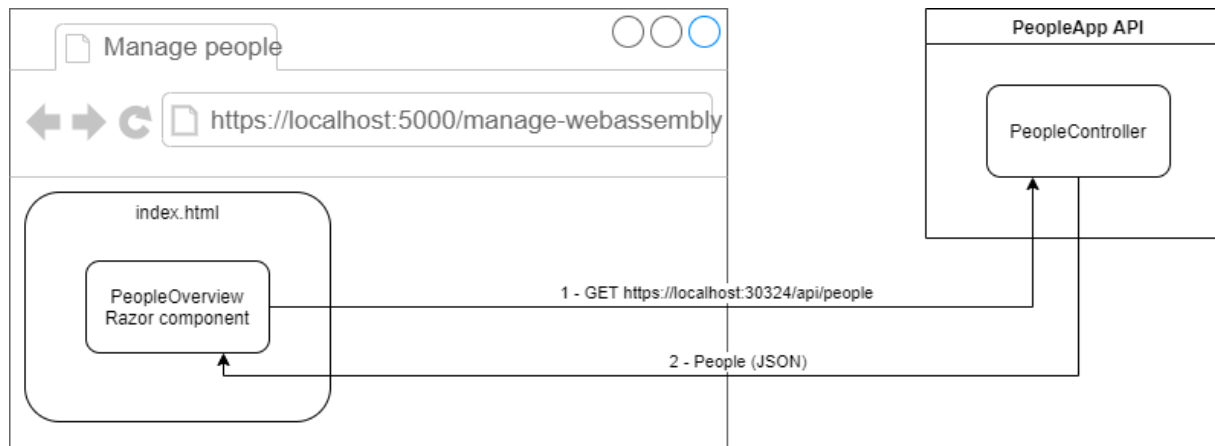 Manage people
https://localhost:5000/manage-webassembly
PeopleApp API
PeopleController
index.html
PeopleOverview
Razor component
1 - GET https://localhost:30324/api/people
2 - People (JSON)